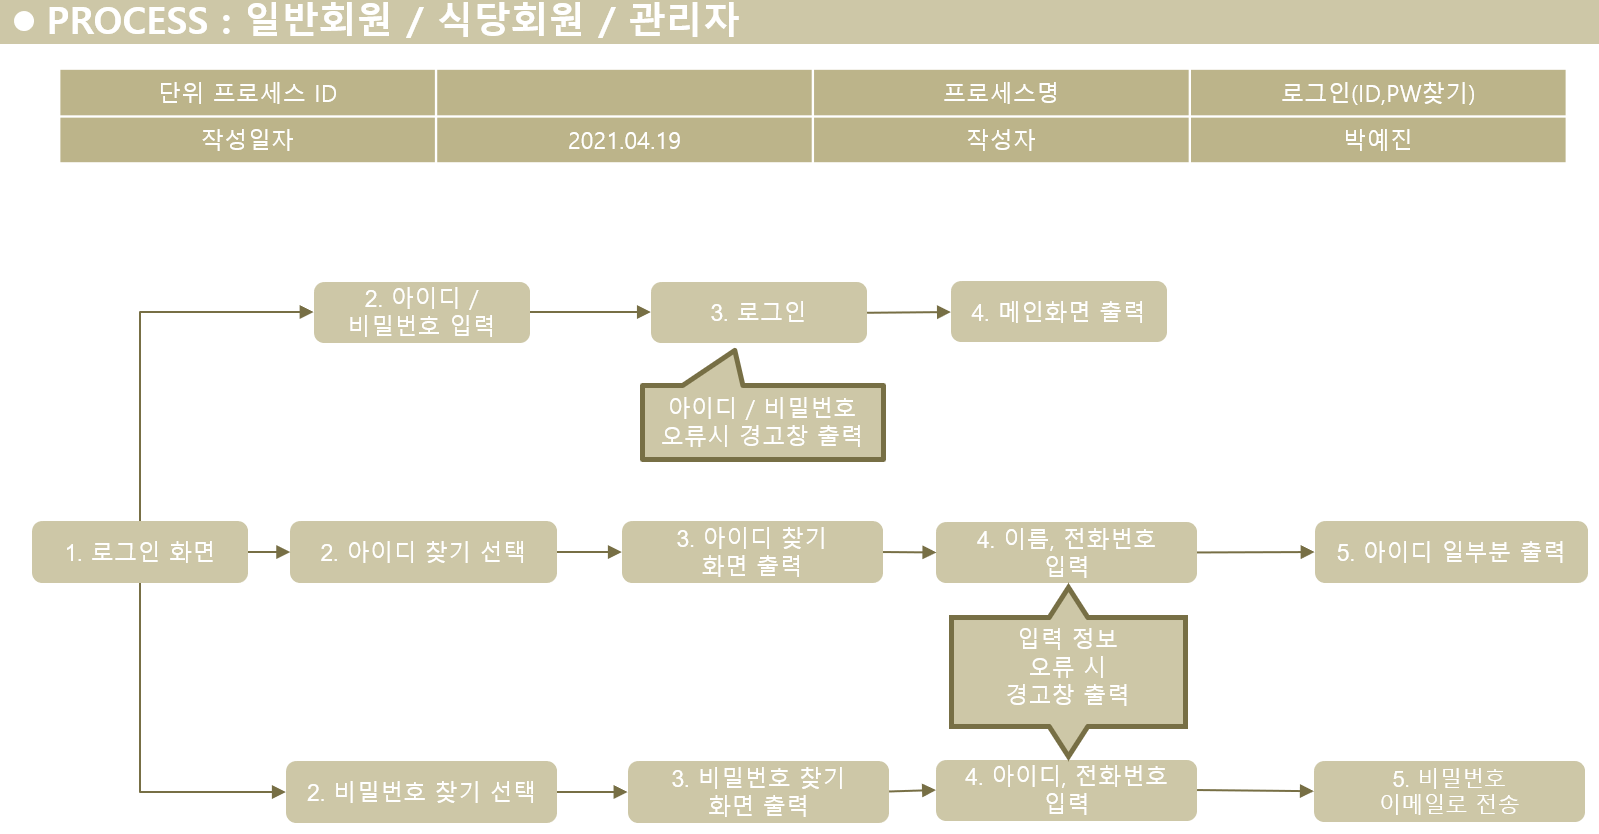 ● PROCESS : 일반회원 / 식당회원 / 관리자
단위 프로세스 ID
프로세스명
로그인(ID,PW찾기)
작성일자
2021.04.19
작성자
박예진
2. 아이디 /
비밀번호 입력
3. 로그인
4. 메인화면 출력
아이디 / 비밀번호
오류시 경고창 출력
1. 로그인 화면
2. 아이디 찾기 선택
3. 아이디 찾기
화면 출력
4. 이름, 전화번호
입력
5. 아이디 일부분 출력
입력 정보
오류 시
경고창 출력
2. 비밀번호 찾기 선택
3. 비밀번호 찾기
화면 출력
4. 아이디, 전화번호
입력
5. 비밀번호
이메일로 전송